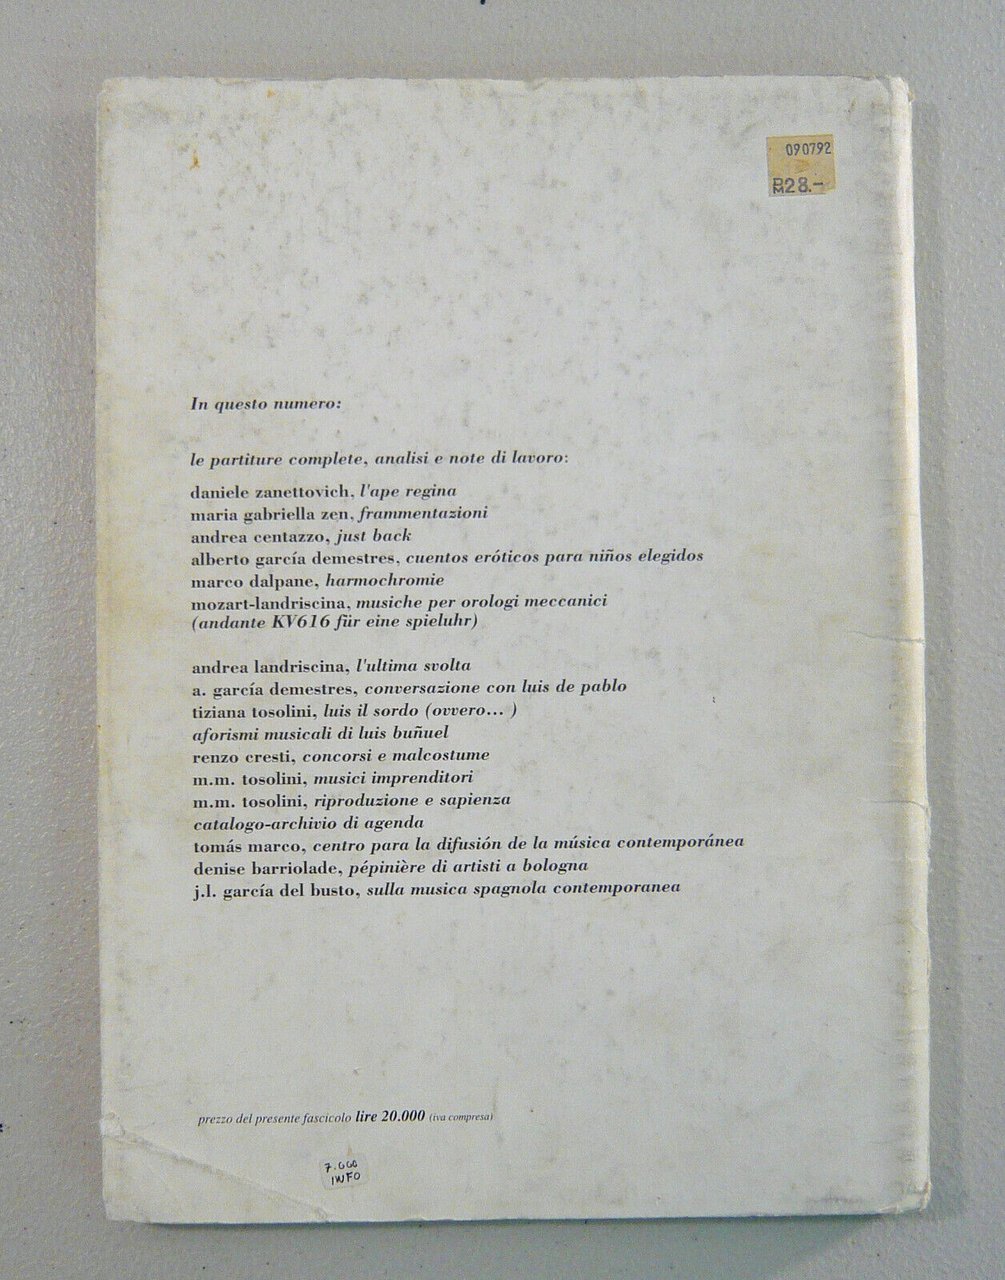 090792
DM28.-
In questo numero:
le partiture complete, analisi e note di lavoro:
daniele zanettovich, l'ape regina
maria gabriella zen, frammentazioni
andrea centazzo, just back
alberto garcía demestres, cuentos eróticos para niños elegidos
marco dalpane, harmochromie
mozart-landriscina, musiche per orologi meccanici
(andante KV616 für eine spieluhr)
andrea landriscina, l'ultima svolta
a. garcía demestres, conversazione con luis de pablo
tiziana tosolini, luis il sordo (ovvero... )
aforismi musicali di luis buñuel
renzo cresti, concorsi e malcostume
m.m. tosolini, musici imprenditori
m.m. tosolini, riproduzione e sapienza
catalogo-archivio di agenda
tomás marco, centro para la difusión de la música contemporánea
denise barriolade, pépinière di artisti a bologna
j.l. garcía del busto, sulla musica spagnola contemporanea
prezzo del presente fascicolo lire 20.000 (iva compresa)
7.000
INFO